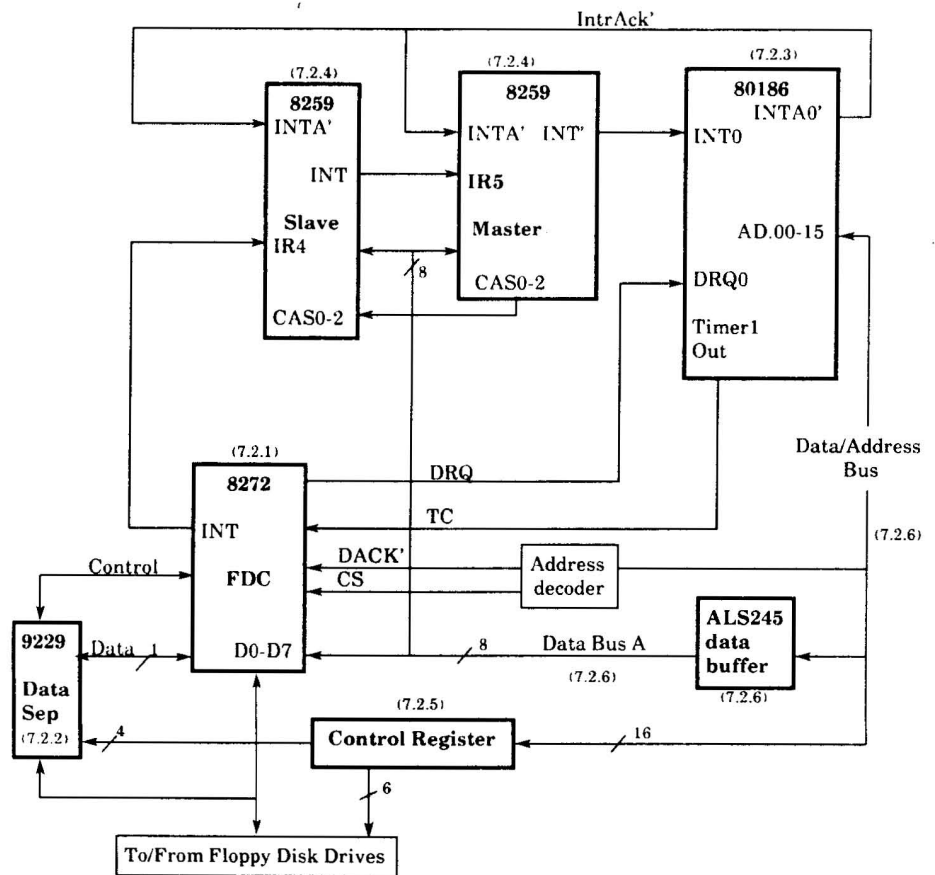 IntrAck'
(7.2.4)
8259
INTA'
INT
Slave
IR4
CAS0-2
(7.2.4)
8259
INTA' INT'
IR5
Master
CAS0-2
8
(7.2.3)
80186
INTA0'
INT0
AD.00-15
DRQ0
Timer1
Out
Data/Address
Bus
(7.2.6)
(7.2.1)
8272
INT
FDC
D0-D7
DRQ
TC
DACK'
CS
Address
decoder
Control
Data 1
9229
Data
Sep
(7.2.2)
8 Data Bus A
(7.2.6)
ALS245
data
buffer
(7.2.6)
(7.2.5)
Control Register
4
16
6
To/From Floppy Disk Drives